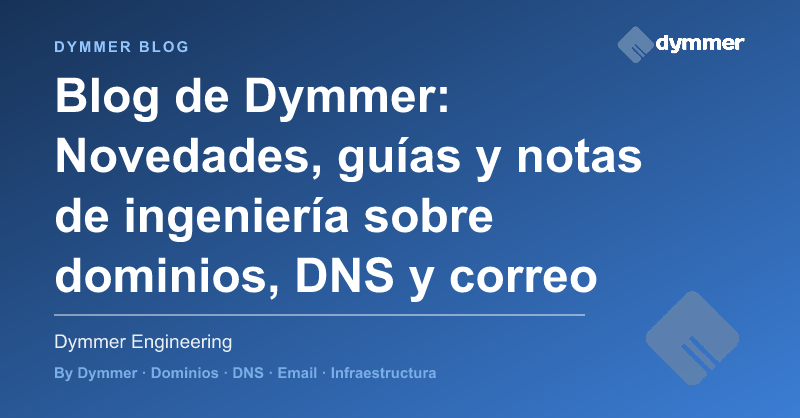 DYMMER BLOG
dymmer
Blog de Dymmer:
Novedades, guías y notas
de ingeniería sobre
dominios, DNS y correo
Dymmer Engineering
By Dymmer · Dominios · DNS · Email · Infraestructura